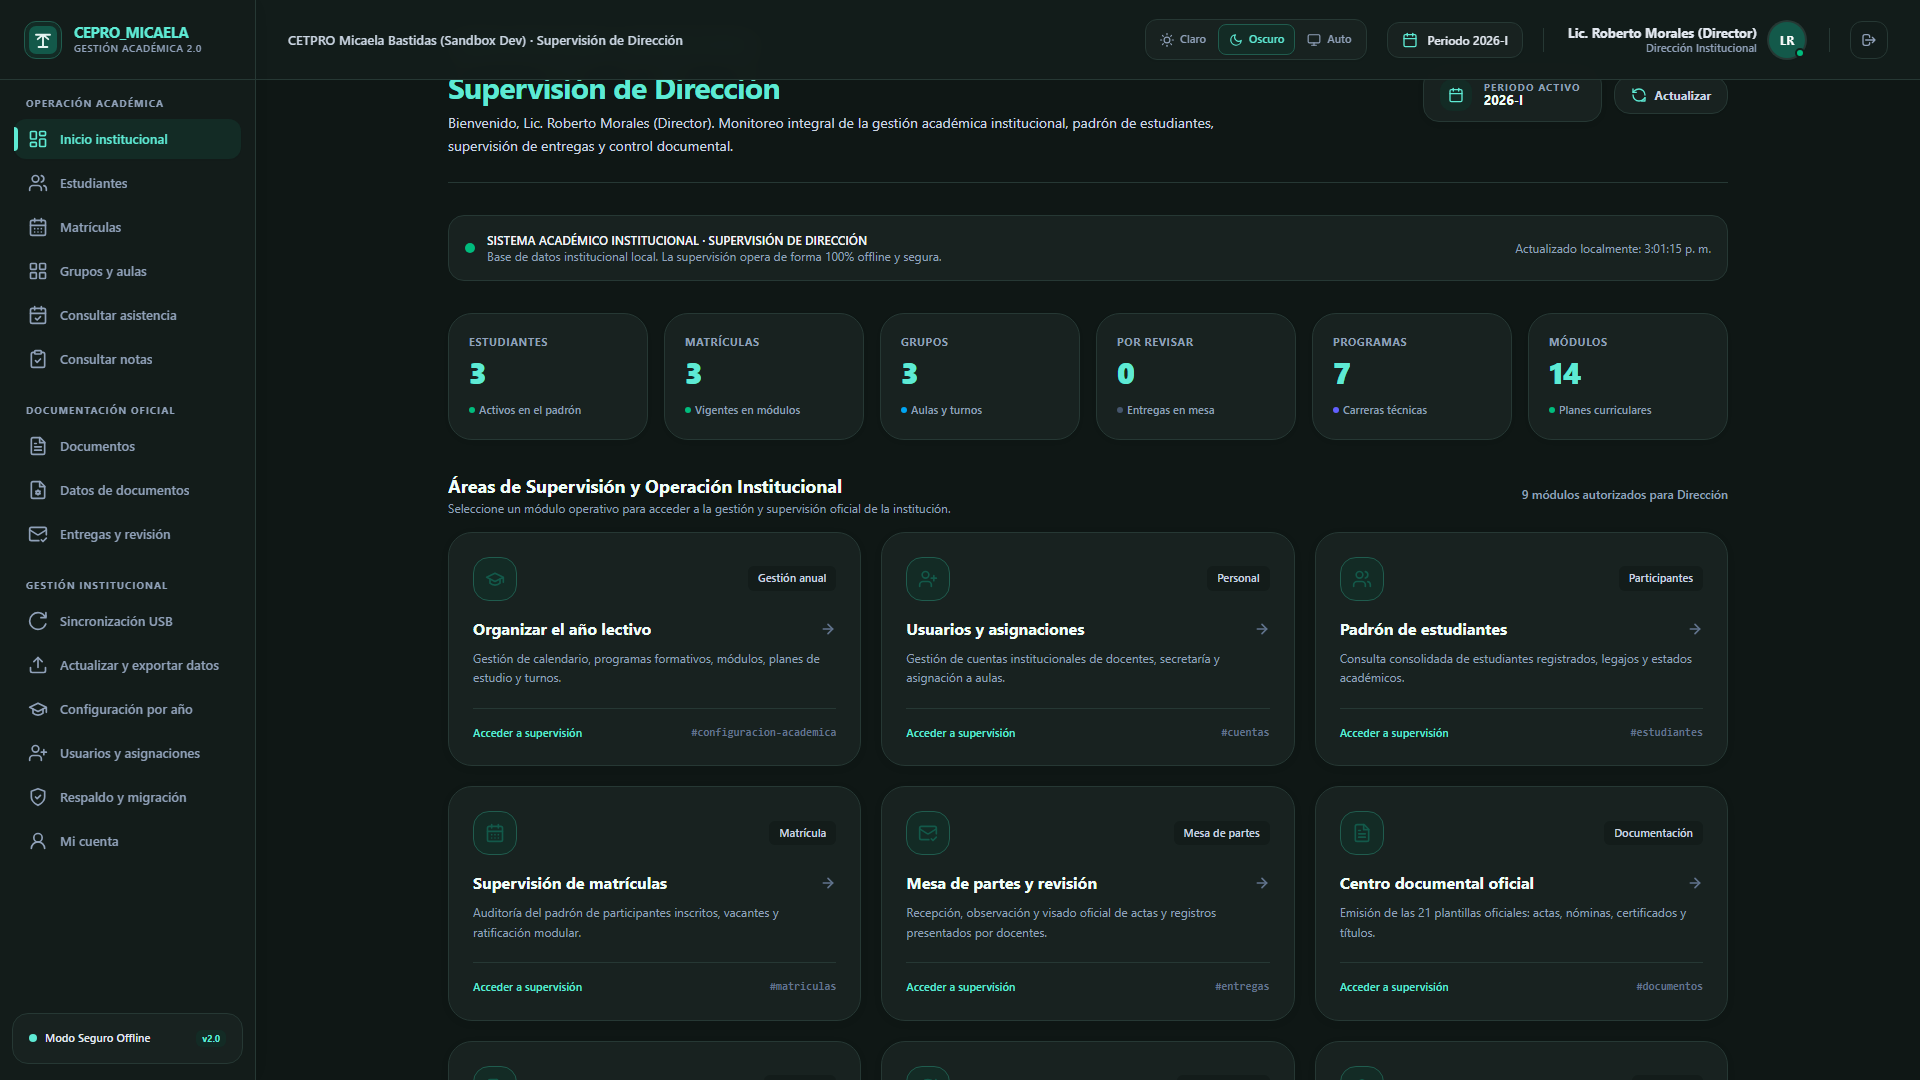 CEPRO_MICAELA
GESTIÓN ACADÉMICA 2.0
CETPRO Micaela Bastidas (Sandbox Dev) · Supervisión de Dirección
Claro
Oscuro
Auto
Periodo 2026-I
Lic. Roberto Morales (Director)
Dirección Institucional
LR
OPERACIÓN ACADÉMICA
Inicio institucional
Estudiantes
Matrículas
Grupos y aulas
Consultar asistencia
Consultar notas
DOCUMENTACIÓN OFICIAL
Documentos
Datos de documentos
Entregas y revisión
GESTIÓN INSTITUCIONAL
Sincronización USB
Actualizar y exportar datos
Configuración por año
Usuarios y asignaciones
Respaldo y migración
Mi cuenta
Modo Seguro Offline
v2.0
Supervisión de Dirección
Bienvenido, Lic. Roberto Morales (Director). Monitoreo integral de la gestión académica institucional, padrón de estudiantes,
supervisión de entregas y control documental.
PERIODO ACTIVO
2026-I
Actualizar
SISTEMA ACADÉMICO INSTITUCIONAL · SUPERVISIÓN DE DIRECCIÓN
Base de datos institucional local. La supervisión opera de forma 100% offline y segura.
Actualizado localmente: 3:01:15 p. m.
ESTUDIANTES
3
Activos en el padrón
MATRÍCULAS
3
Vigentes en módulos
GRUPOS
3
Aulas y turnos
POR REVISAR
0
Entregas en mesa
PROGRAMAS
7
Carreras técnicas
MÓDULOS
14
Planes curriculares
Áreas de Supervisión y Operación Institucional
Seleccione un módulo operativo para acceder a la gestión y supervisión oficial de la institución.
9 módulos autorizados para Dirección
Gestión anual
Organizar el año lectivo
Gestión de calendario, programas formativos, módulos, planes de
estudio y turnos.
Acceder a supervisión
#configuracion-academica
Personal
Usuarios y asignaciones
Gestión de cuentas institucionales de docentes, secretaría y
asignación a aulas.
Acceder a supervisión
#cuentas
Participantes
Padrón de estudiantes
Consulta consolidada de estudiantes registrados, legajos y estados
académicos.
Acceder a supervisión
#estudiantes
Matrícula
Supervisión de matrículas
Auditoría del padrón de participantes inscritos, vacantes y
ratificación modular.
Acceder a supervisión
#matriculas
Mesa de partes
Mesa de partes y revisión
Recepción, observación y visado oficial de actas y registros
presentados por docentes.
Acceder a supervisión
#entregas
Documentación
Centro documental oficial
Emisión de las 21 plantillas oficiales: actas, nóminas, certificados y
títulos.
Acceder a supervisión
#documentos